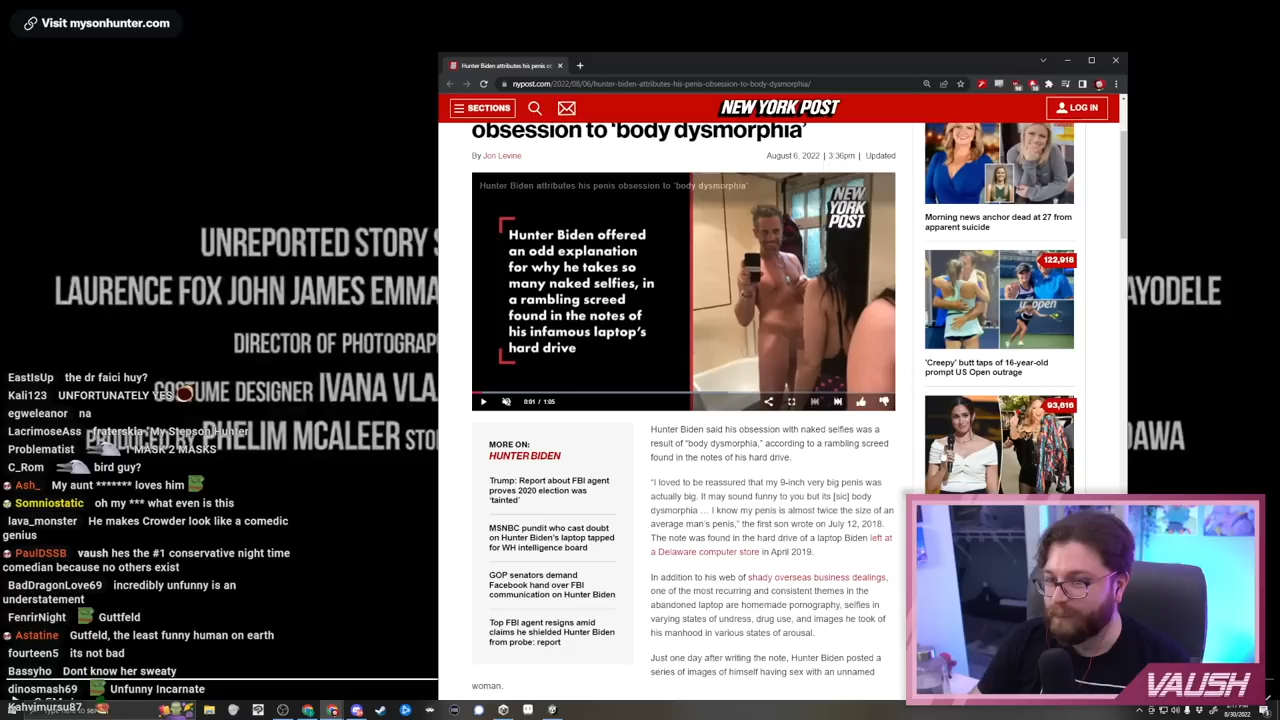 Visit mysonhunter.com
Hunter Biden attributes his penis ob
nypost.com/2022/08/06/hunter-biden-attributes-his-penis-obsession-to-body-dysmorphia/
SECTIONS
NEW YORK POST
LOG IN
obsession to 'body dysmorphia'
By Jon Levine
August 6, 2022 | 3:36pm | Updated
Hunter Biden attributes his penis obsession to 'body dysmorphia'
NEW
YORK
POST
Hunter Biden offered
an odd explanation
for why he takes so
many naked selfies, in
a rambling screed
found in the notes of
his infamous laptop's
hard drive
0:01 / 1:05
MORE ON:
HUNTER BIDEN
Trump: Report about FBI agent
proves 2020 election was
'tainted'
MSNBC pundit who cast doubt
on Hunter Biden's laptop tapped
for WH intelligence board
GOP senators demand
Facebook hand over FBI
communication on Hunter Biden
Top FBI agent resigns amid
claims he shielded Hunter Biden
from probe: report
Hunter Biden said his obsession with naked selfies was a
result of "body dysmorphia," according to a rambling screed
found in the notes of his hard drive.
"I loved to be reassured that my 9-inch very big penis was
actually big. It may sound funny to you but its [sic] body
dysmorphia … I know my penis is almost twice the size of an
average man's penis," the first son wrote on July 12, 2018.
The note was found in the hard drive of a laptop Biden left at
a Delaware computer store in April 2019.
In addition to his web of shady overseas business dealings,
one of the most recurring and consistent themes in the
abandoned laptop are homemade pornography, selfies in
varying states of undress, drug use, and images he took of
his manhood in various states of arousal.
Just one day after writing the note, Hunter Biden posted a
series of images of himself having sex with an unnamed
woman.
Morning news anchor dead at 27 from
apparent suicide
122,918
'Creepy' butt taps of 16-year-old
prompt US Open outrage
93,616
UNREPORTED STORY S
LAURENCE FOX JOHN JAMES EMMA
AYODELE
DIRECTOR OF PHOTOGRAP
COSTUME DESIGNER IVANA VLA
LIM MCALEER STO
DAWA
EastIsUp the dr faici huy?
Kali123 UNFORTUNATELY YES
egweleanor na
LacrimoseAss froterskia "My Stepson Hunter
Problemist I MASK 2 MASKS
C_Rom bird guy?
Ash_ My aunt ******* loves him
Somniostatic oh my *** what even is this
lava_monster He makes Crowder look like a comedic
genius
PaulDSSB vaush hes the #1 conservative night time
comedian because no others exist
BadDragonLove69 incredibly unfunny is an
understatement
FenrirNight Guttfeld
Astatine Gutfeld, the least funny human on earth
fourteen5 its not bad
Bassyho Dont know her sweaty
dinosmash69 Unfunny Incarnate
kanyimursu87
VAUSH
2:17 PM
8/30/2022